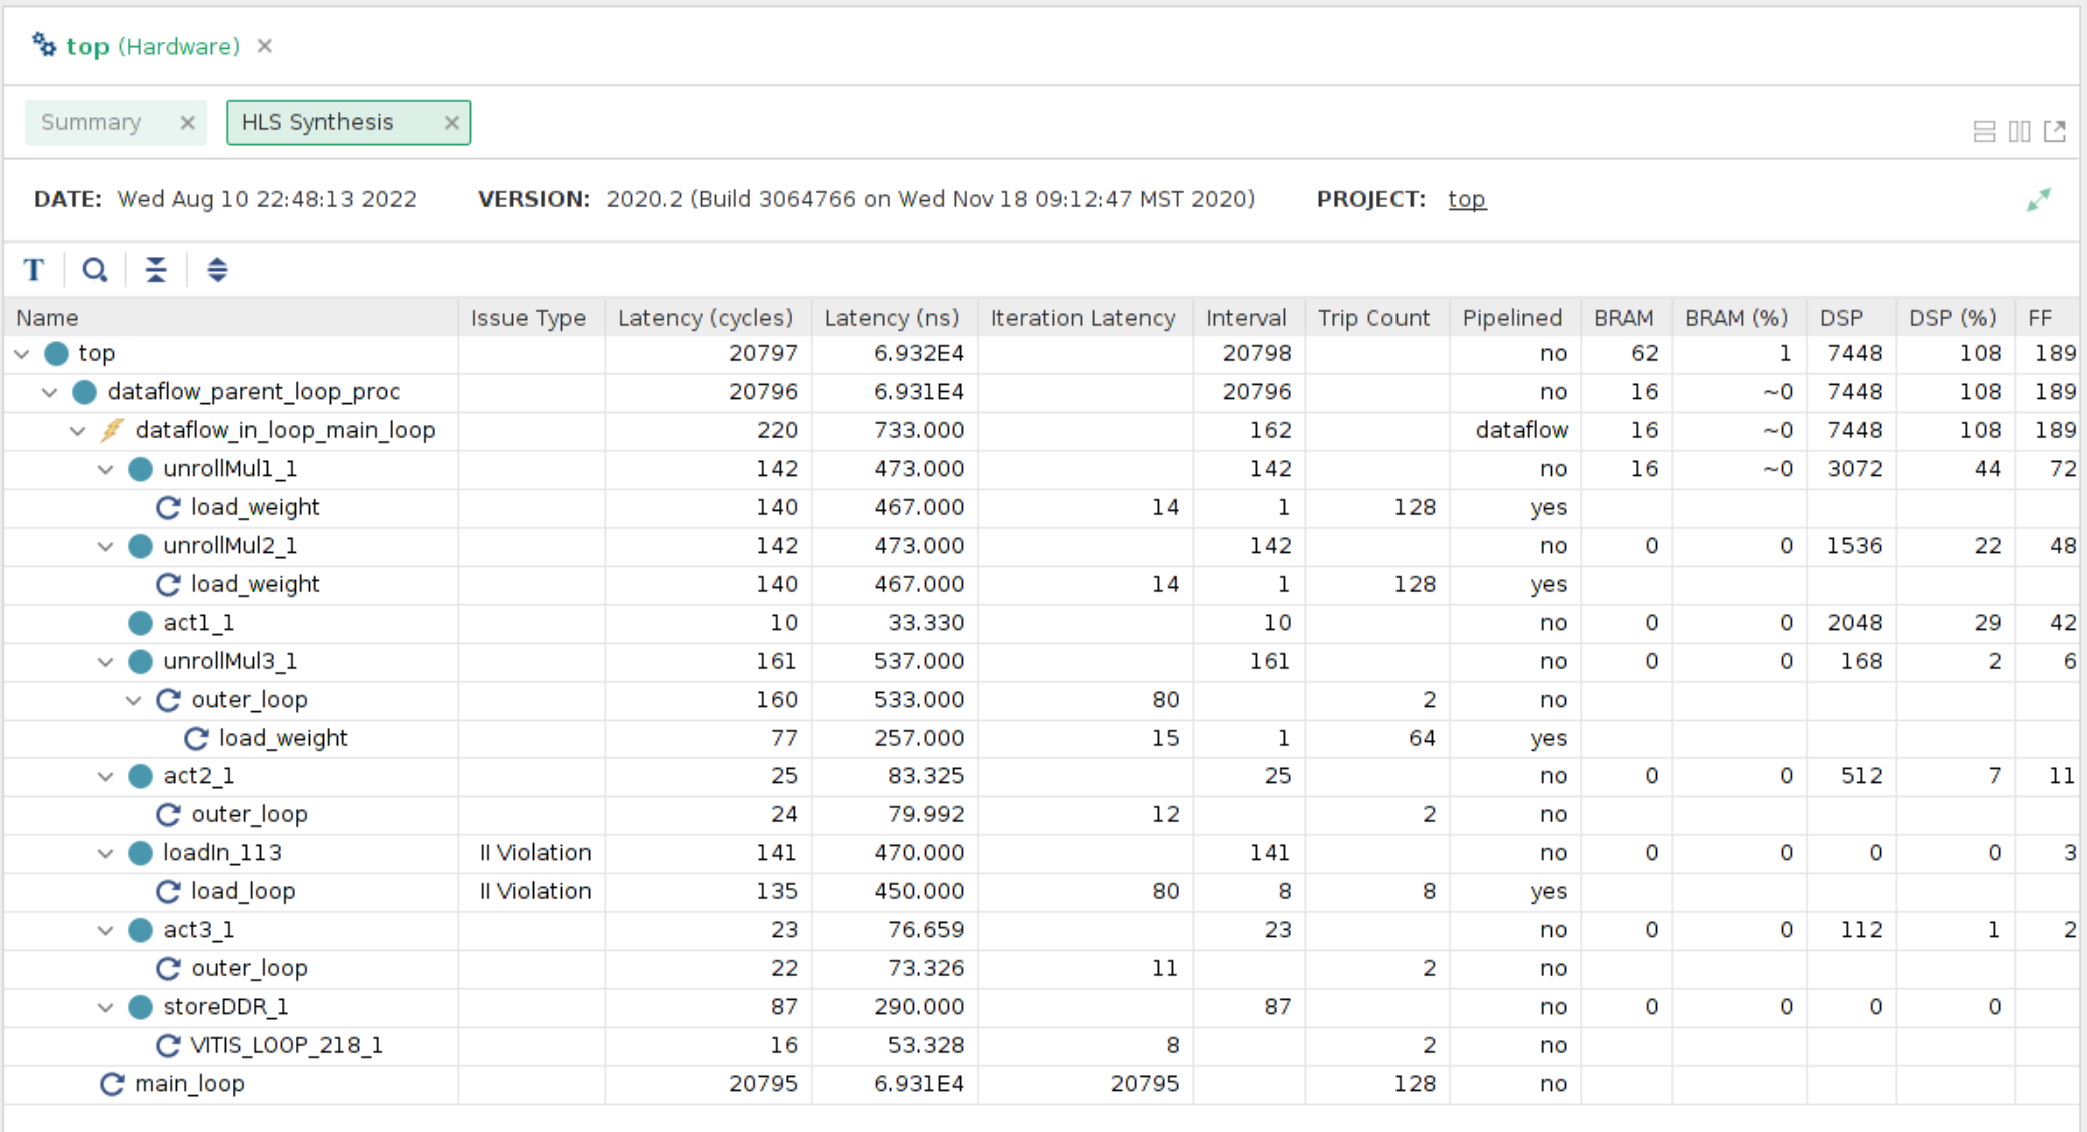 top (Hardware)
Summary HLS Synthesis
DATE: Wed Aug 10 22:48:13 2022 VERSION: 2020.2 (Build 3064766 on Wed Nov 18 09:12:47 MST 2020) PROJECT: top
T
Name Issue Type Latency (cycles) Latency (ns) Iteration Latency Interval Trip Count Pipelined BRAM BRAM (%) DSP DSP (%) FF
top 20797 6.932E4 20798 no 62 1 7448 108 189
dataflow_parent_loop_proc 20796 6.931E4 20796 no 16 ~0 7448 108 189
dataflow_in_loop_main_loop 220 733.000 162 dataflow 16 ~0 7448 108 189
unrollMul1_1 142 473.000 142 no 16 ~0 3072 44 72
load_weight 140 467.000 14 1 128 yes
unrollMul2_1 142 473.000 142 no 0 0 1536 22 48
load_weight 140 467.000 14 1 128 yes
act1_1 10 33.330 10 no 0 0 2048 29 42
unrollMul3_1 161 537.000 161 no 0 0 168 2 6
outer_loop 160 533.000 80 2 no
load_weight 77 257.000 15 1 64 yes
act2_1 25 83.325 25 no 0 0 512 7 11
outer_loop 24 79.992 12 2 no
loadIn_113 II Violation 141 470.000 141 no 0 0 0 0 3
load_loop II Violation 135 450.000 80 8 8 yes
act3_1 23 76.659 23 no 0 0 112 1 2
outer_loop 22 73.326 11 2 no
storeDDR_1 87 290.000 87 no 0 0 0 0
VITIS_LOOP_218_1 16 53.328 8 2 no
main_loop 20795 6.931E4 20795 128 no